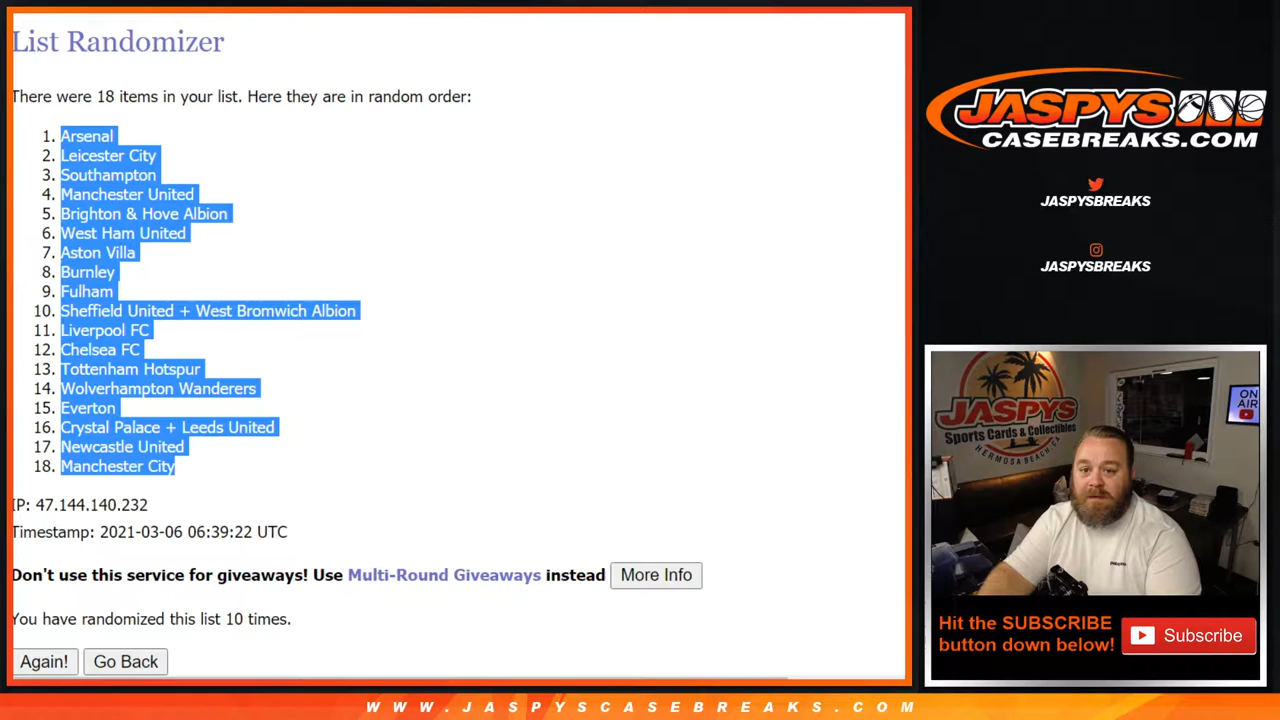 List Randomizer
There were 18 items in your list. Here they are in random order:
1. Arsenal
2. Leicester City
3. Southampton
4. Manchester United
5. Brighton & Hove Albion
6. West Ham United
7. Aston Villa
8. Burnley
9. Fulham
10. Sheffield United + West Bromwich Albion
11. Liverpool FC
12. Chelsea FC
13. Tottenham Hotspur
14. Wolverhampton Wanderers
15. Everton
16. Crystal Palace + Leeds United
17. Newcastle United
18. Manchester City
IP: 47.144.140.232
Timestamp: 2021-03-06 06:39:22 UTC
Don't use this service for giveaways! Use Multi-Round Giveaways instead More Info
You have randomized this list 10 times.
Again! Go Back
JASPYS
CASEBREAKS.COM
JASPYSBREAKS
JASPYSBREAKS
JASPYS
Sports Cards & Collectibles
HERMOSA BEACH, CA
ON
AIR
Hit the SUBSCRIBE
button down below!
Subscribe
WWW.JASPYSCASEBREAKS.COM